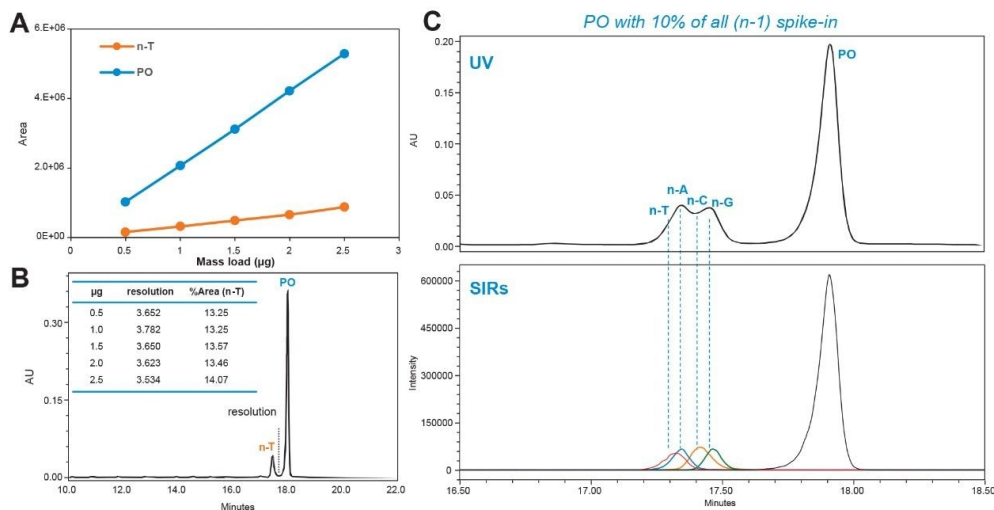 A
n-T
PO
Area
6.E+06
4.E+06
2.0E+06
0E+00
0 0.5 1 1.5 2 2.5 3
Mass load (µg)
B
µg resolution %Area (n-T)
0.5 3.652 13.25
1.0 3.782 13.25
1.5 3.650 13.57
2.0 3.623 13.46
2.5 3.534 14.07
PO
resolution
n-T
AU
0.30
0.15
0.00
10.0 12.0 14.0 16.0 18.0 20.0 22.0
Minutes
C
PO with 10% of all (n-1) spike-in
UV
PO
n-A
n-C
n-T
n-G
AU
0.20
0.15
0.10
0.05
0.00
SIRs
Intensity
600000
450000
300000
150000
0
16.50 17.00 17.50 18.00 18.50
Minutes